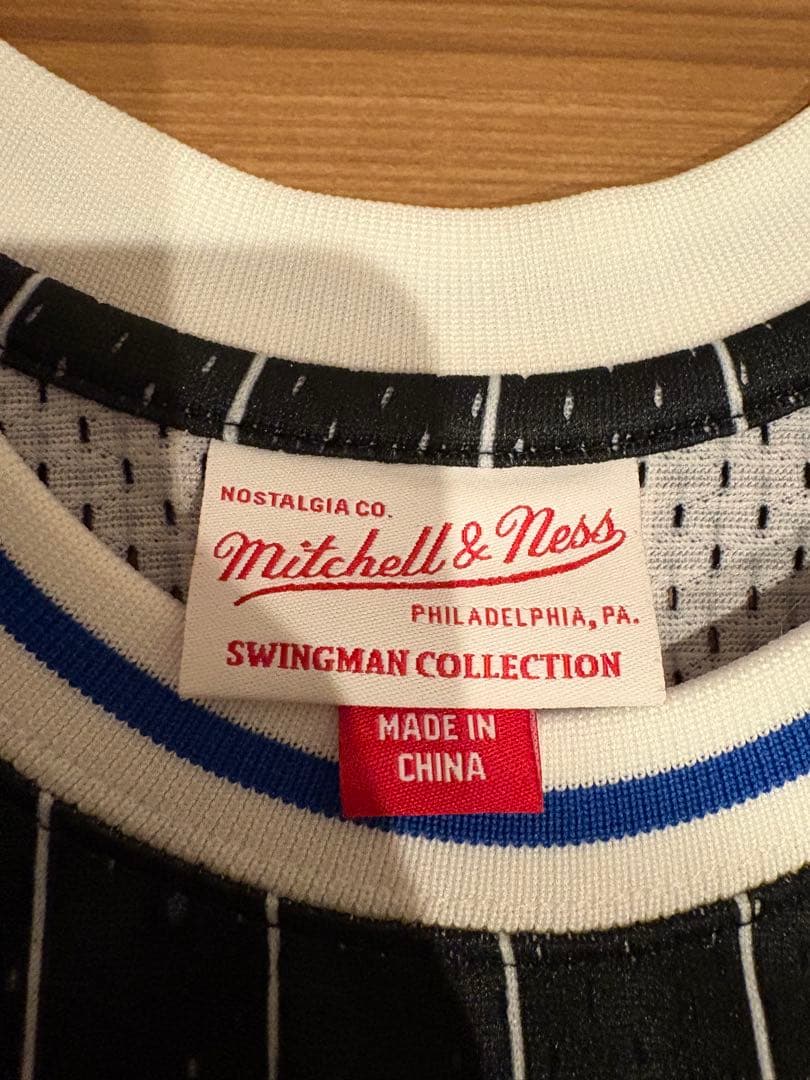 NOSTALGIA CO.
Mitchell & Ness
PHILADELPHIA, PA.
SWINGMAN COLLECTION
MADE IN
CHINA